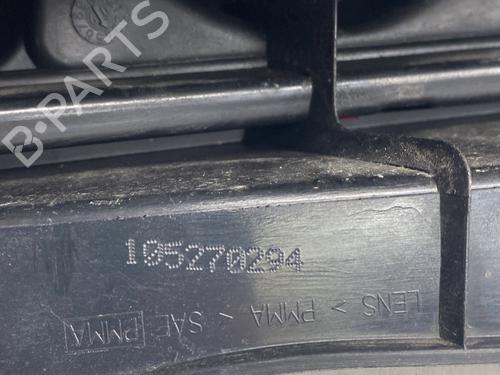 B-PARTS
105270294
LENS > PMMA < SAE PMMA